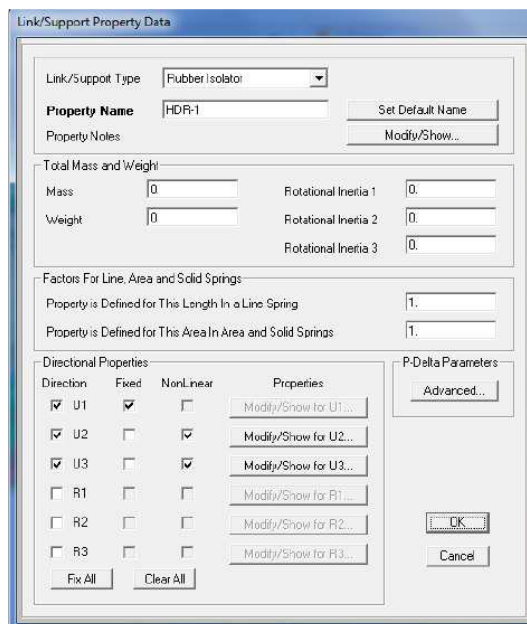 Link/Support Property Data
Link/Support Type Rubber Isolator
Property Name HDR-1 Set Default Name
Property Notes Modify/Show...
Total Mass and Weight
Mass 0. Rotational Inertia 1 0.
Weight 0. Rotational Inertia 2 0.
Rotational Inertia 3 0.
Factors For Line, Area and Solid Springs
Property is Defined for This Length In a Line Spring 1.
Property is Defined for This Area In Area and Solid Springs 1.
Directional Properties P-Delta Parameters
Direction Fixed NonLinear Properties Advanced...
U1 Modify/Show for U1...
U2 Modify/Show for U2...
U3 Modify/Show for U3...
R1 Modify/Show for R1...
R2 Modify/Show for R2... OK
R3 Modify/Show for R3... Cancel
Fix All Clear All